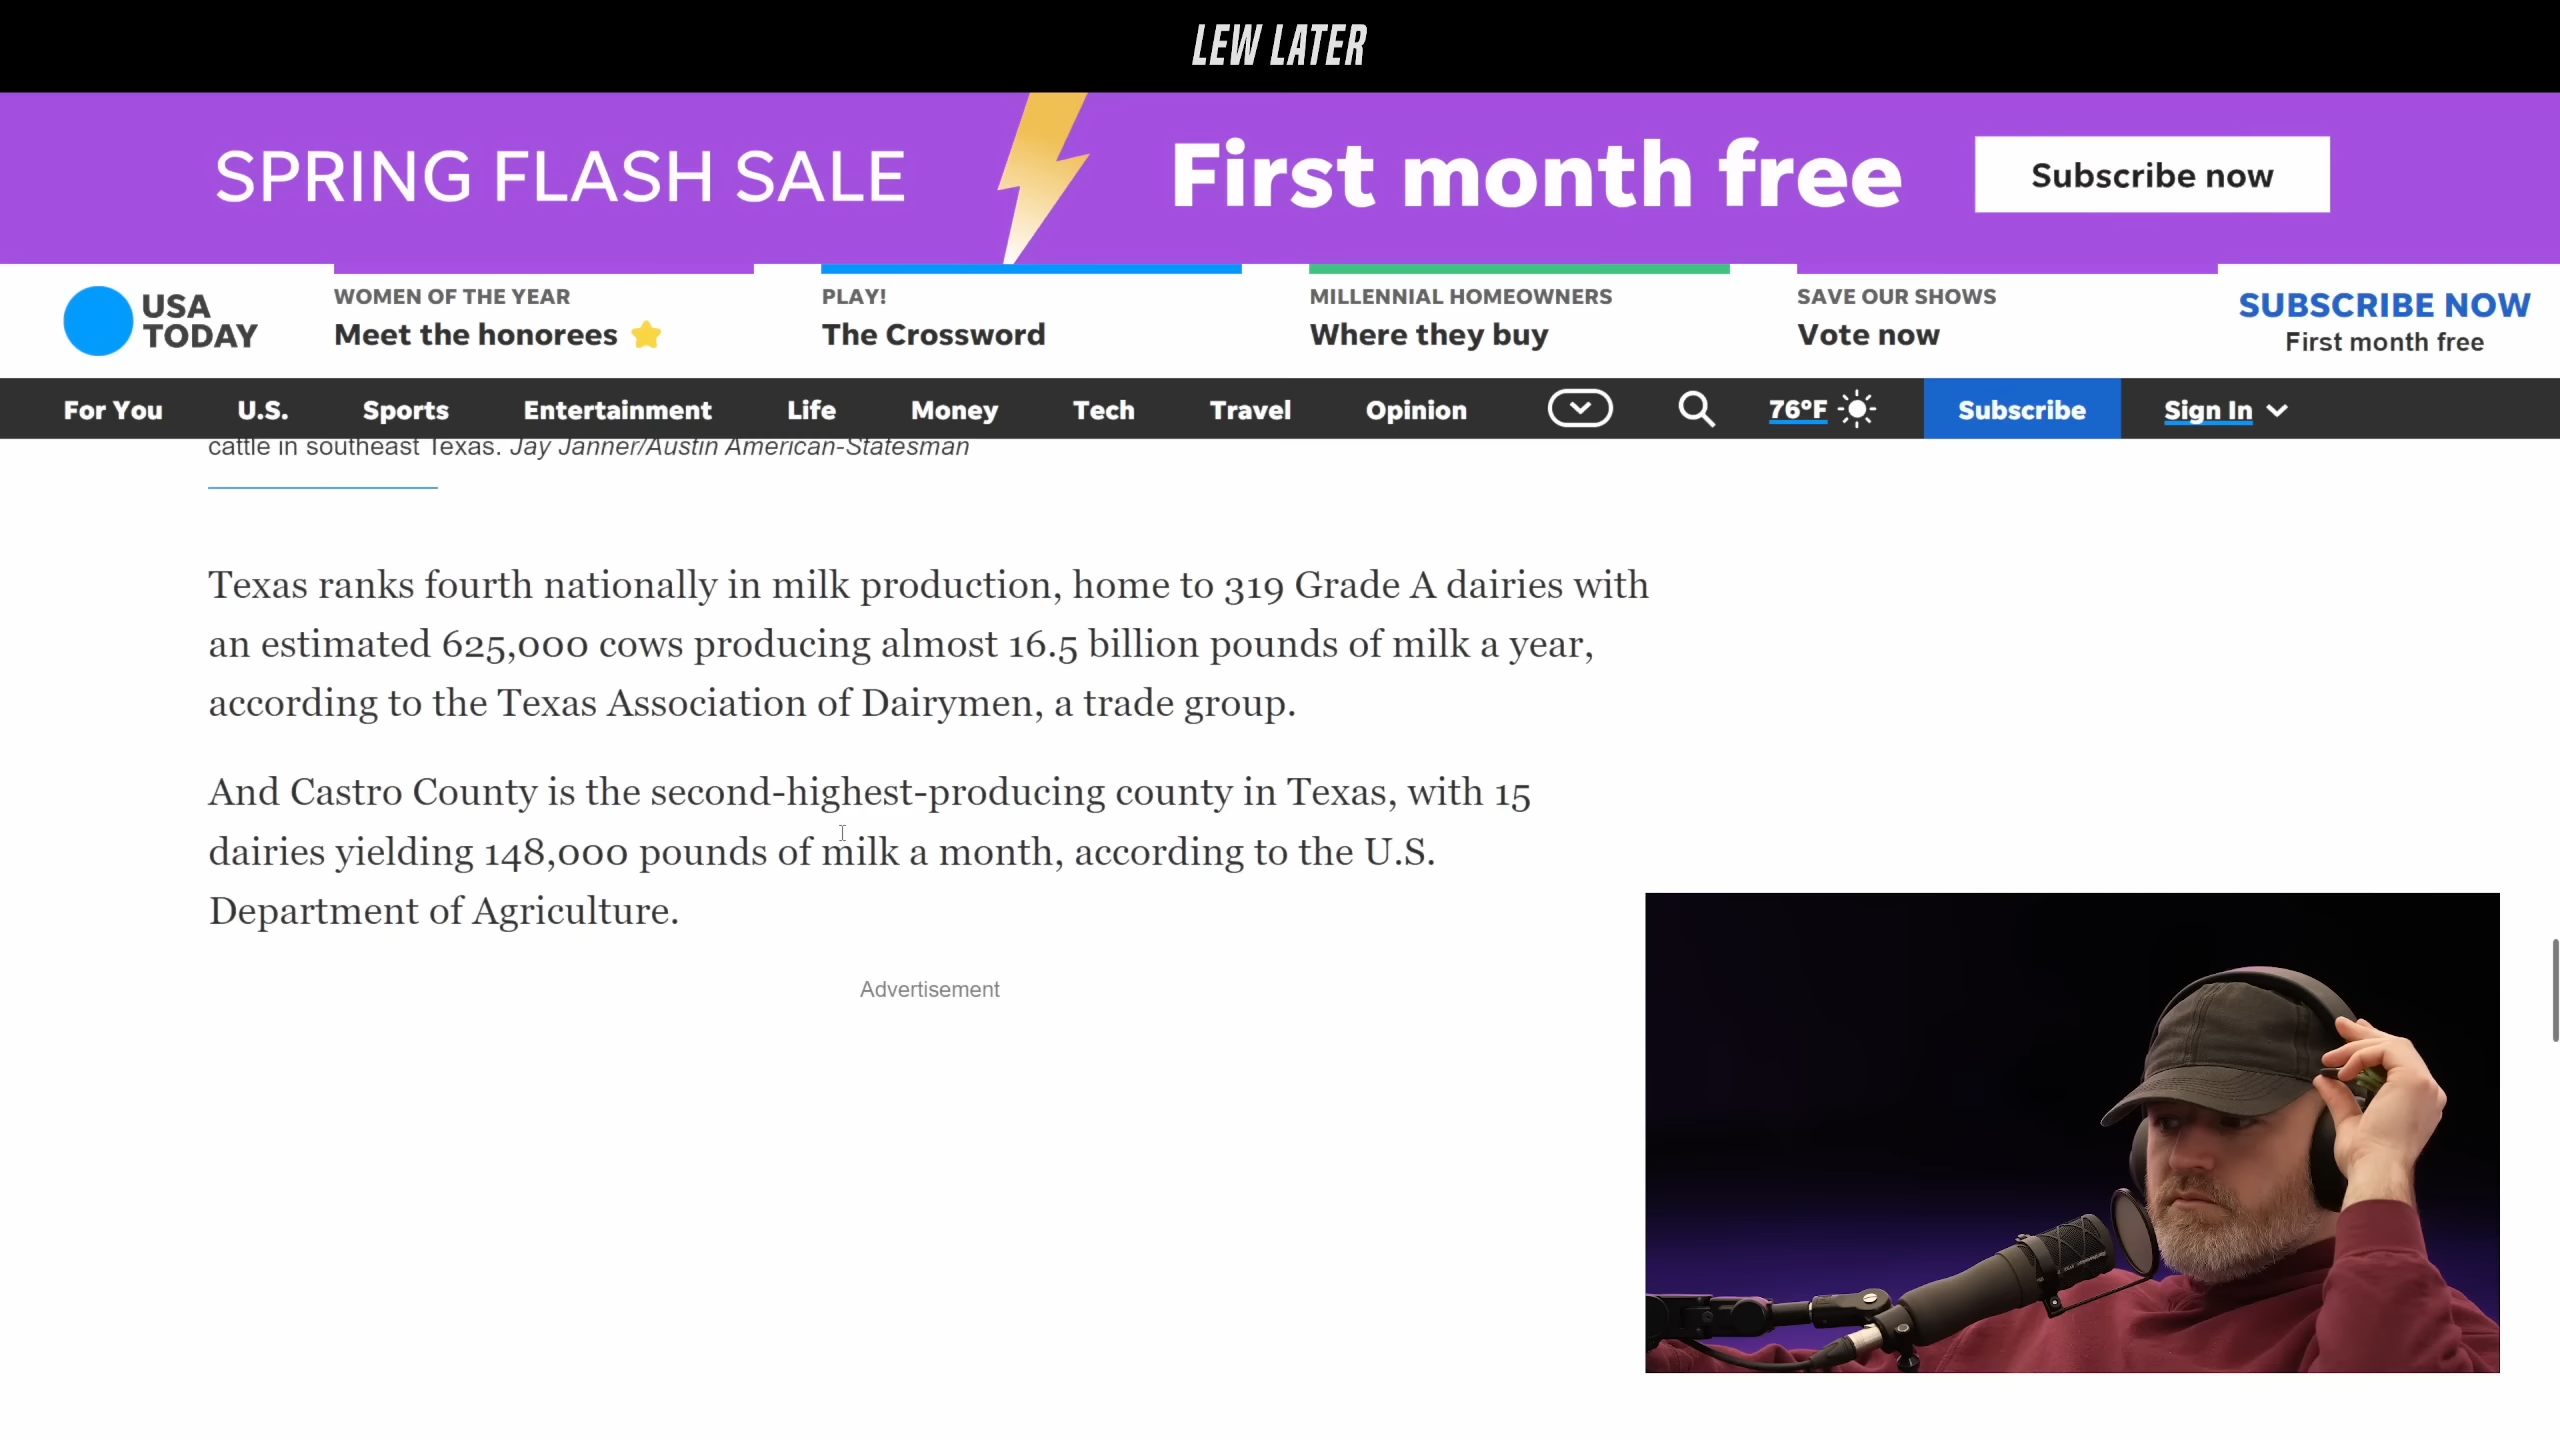 LEW LATER
SPRING FLASH SALE
First month free
Subscribe now
USA
TODAY
WOMEN OF THE YEAR
Meet the honorees
PLAY!
The Crossword
MILLENNIAL HOMEOWNERS
Where they buy
SAVE OUR SHOWS
Vote now
SUBSCRIBE NOW
First month free
For You U.S. Sports Entertainment Life Money Tech Travel Opinion 76°F Subscribe Sign In
cattle in southeast Texas. Jay Janner/Austin American-Statesman
Texas ranks fourth nationally in milk production, home to 319 Grade A dairies with
an estimated 625,000 cows producing almost 16.5 billion pounds of milk a year,
according to the Texas Association of Dairymen, a trade group.
And Castro County is the second-highest-producing county in Texas, with 15
dairies yielding 148,000 pounds of milk a month, according to the U.S.
Department of Agriculture.
Advertisement